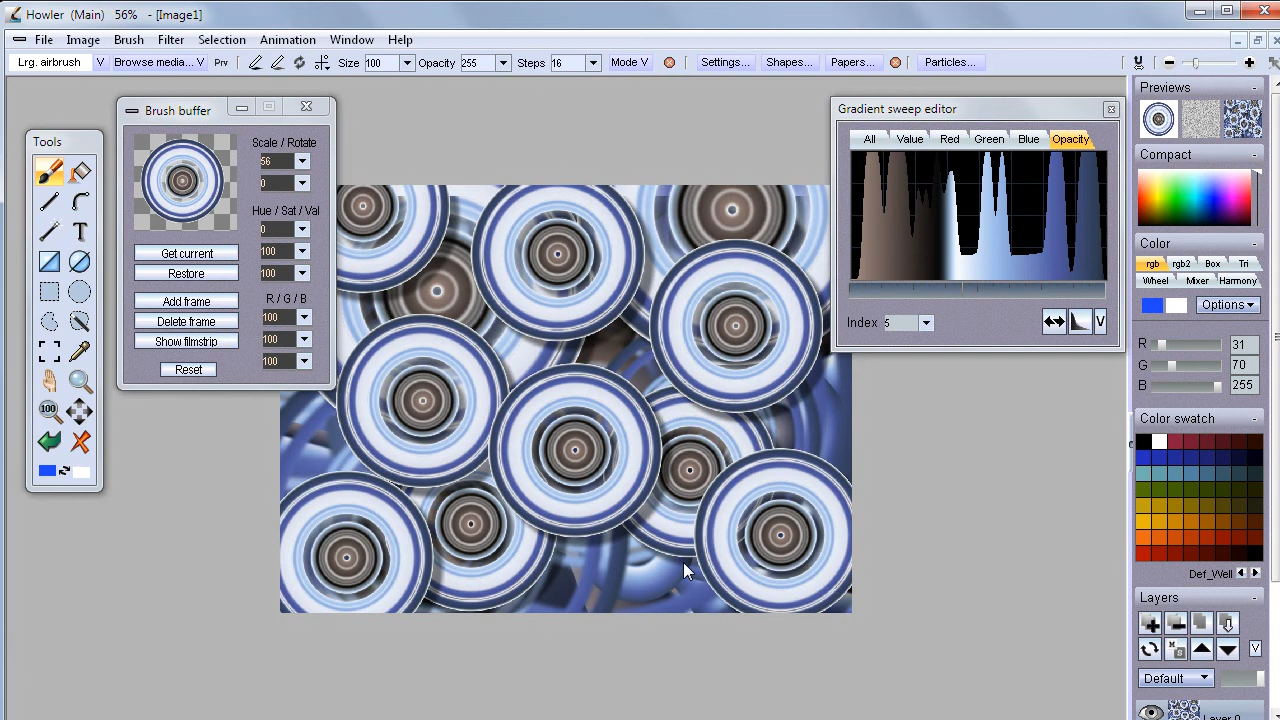 Howler (Main) 56% - [Image1]
File Image Brush Filter Selection Animation Window Help
Lrg. airbrush V Browse media... V Prv Size 100 Opacity 255 Steps 16 Mode V Settings... Shapes... Papers... Particles...
Tools
T
100
Brush buffer
Scale / Rotate
56
0
Hue / Sat / Val
0
Get current
100
Restore
100
Add frame
R / G / B
100
Delete frame
100
Show filmstrip
100
Reset
Gradient sweep editor
All Value Red Green Blue Opacity
Index 5
V
Previews -
Compact -
Color -
rgb rgb2 Box Tri
Wheel Mixer Harmony
Options
R 31
G 70
B 255
Color swatch -
Def_Well
Layers -
M S
V
Default
Layer 0